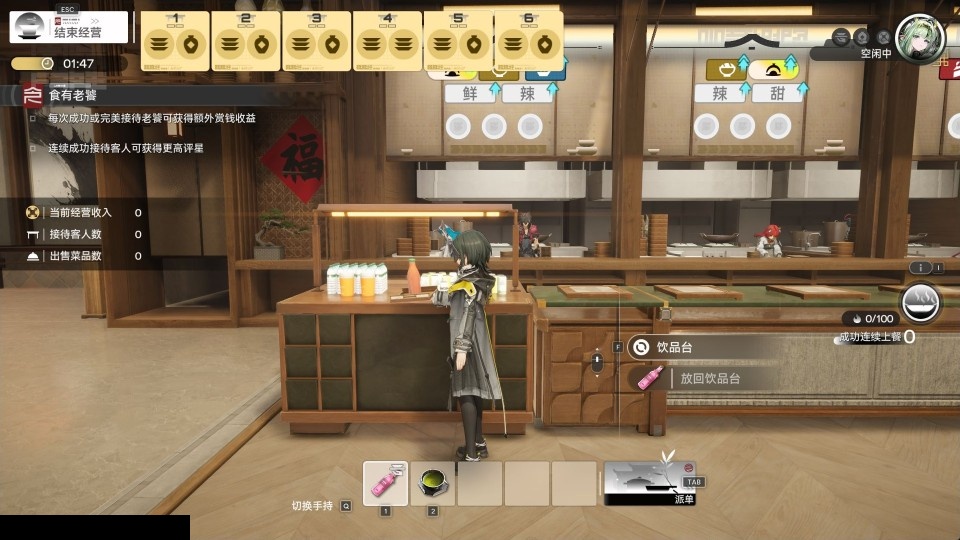 ESC
结束经营
01:47
1
2
3
4
5
6
空闲中
食有老饕
每次成功或完美接待老饕可获得额外赏钱收益
连续成功接待客人可获得更高评星
鲜
辣
辣
甜
福
当前经营收入 0
接待客人数 0
出售菜品数 0
0/100
成功连续上餐 0
F
饮品台
放回饮品台
切换手持 Q
1
2
TAB
派单